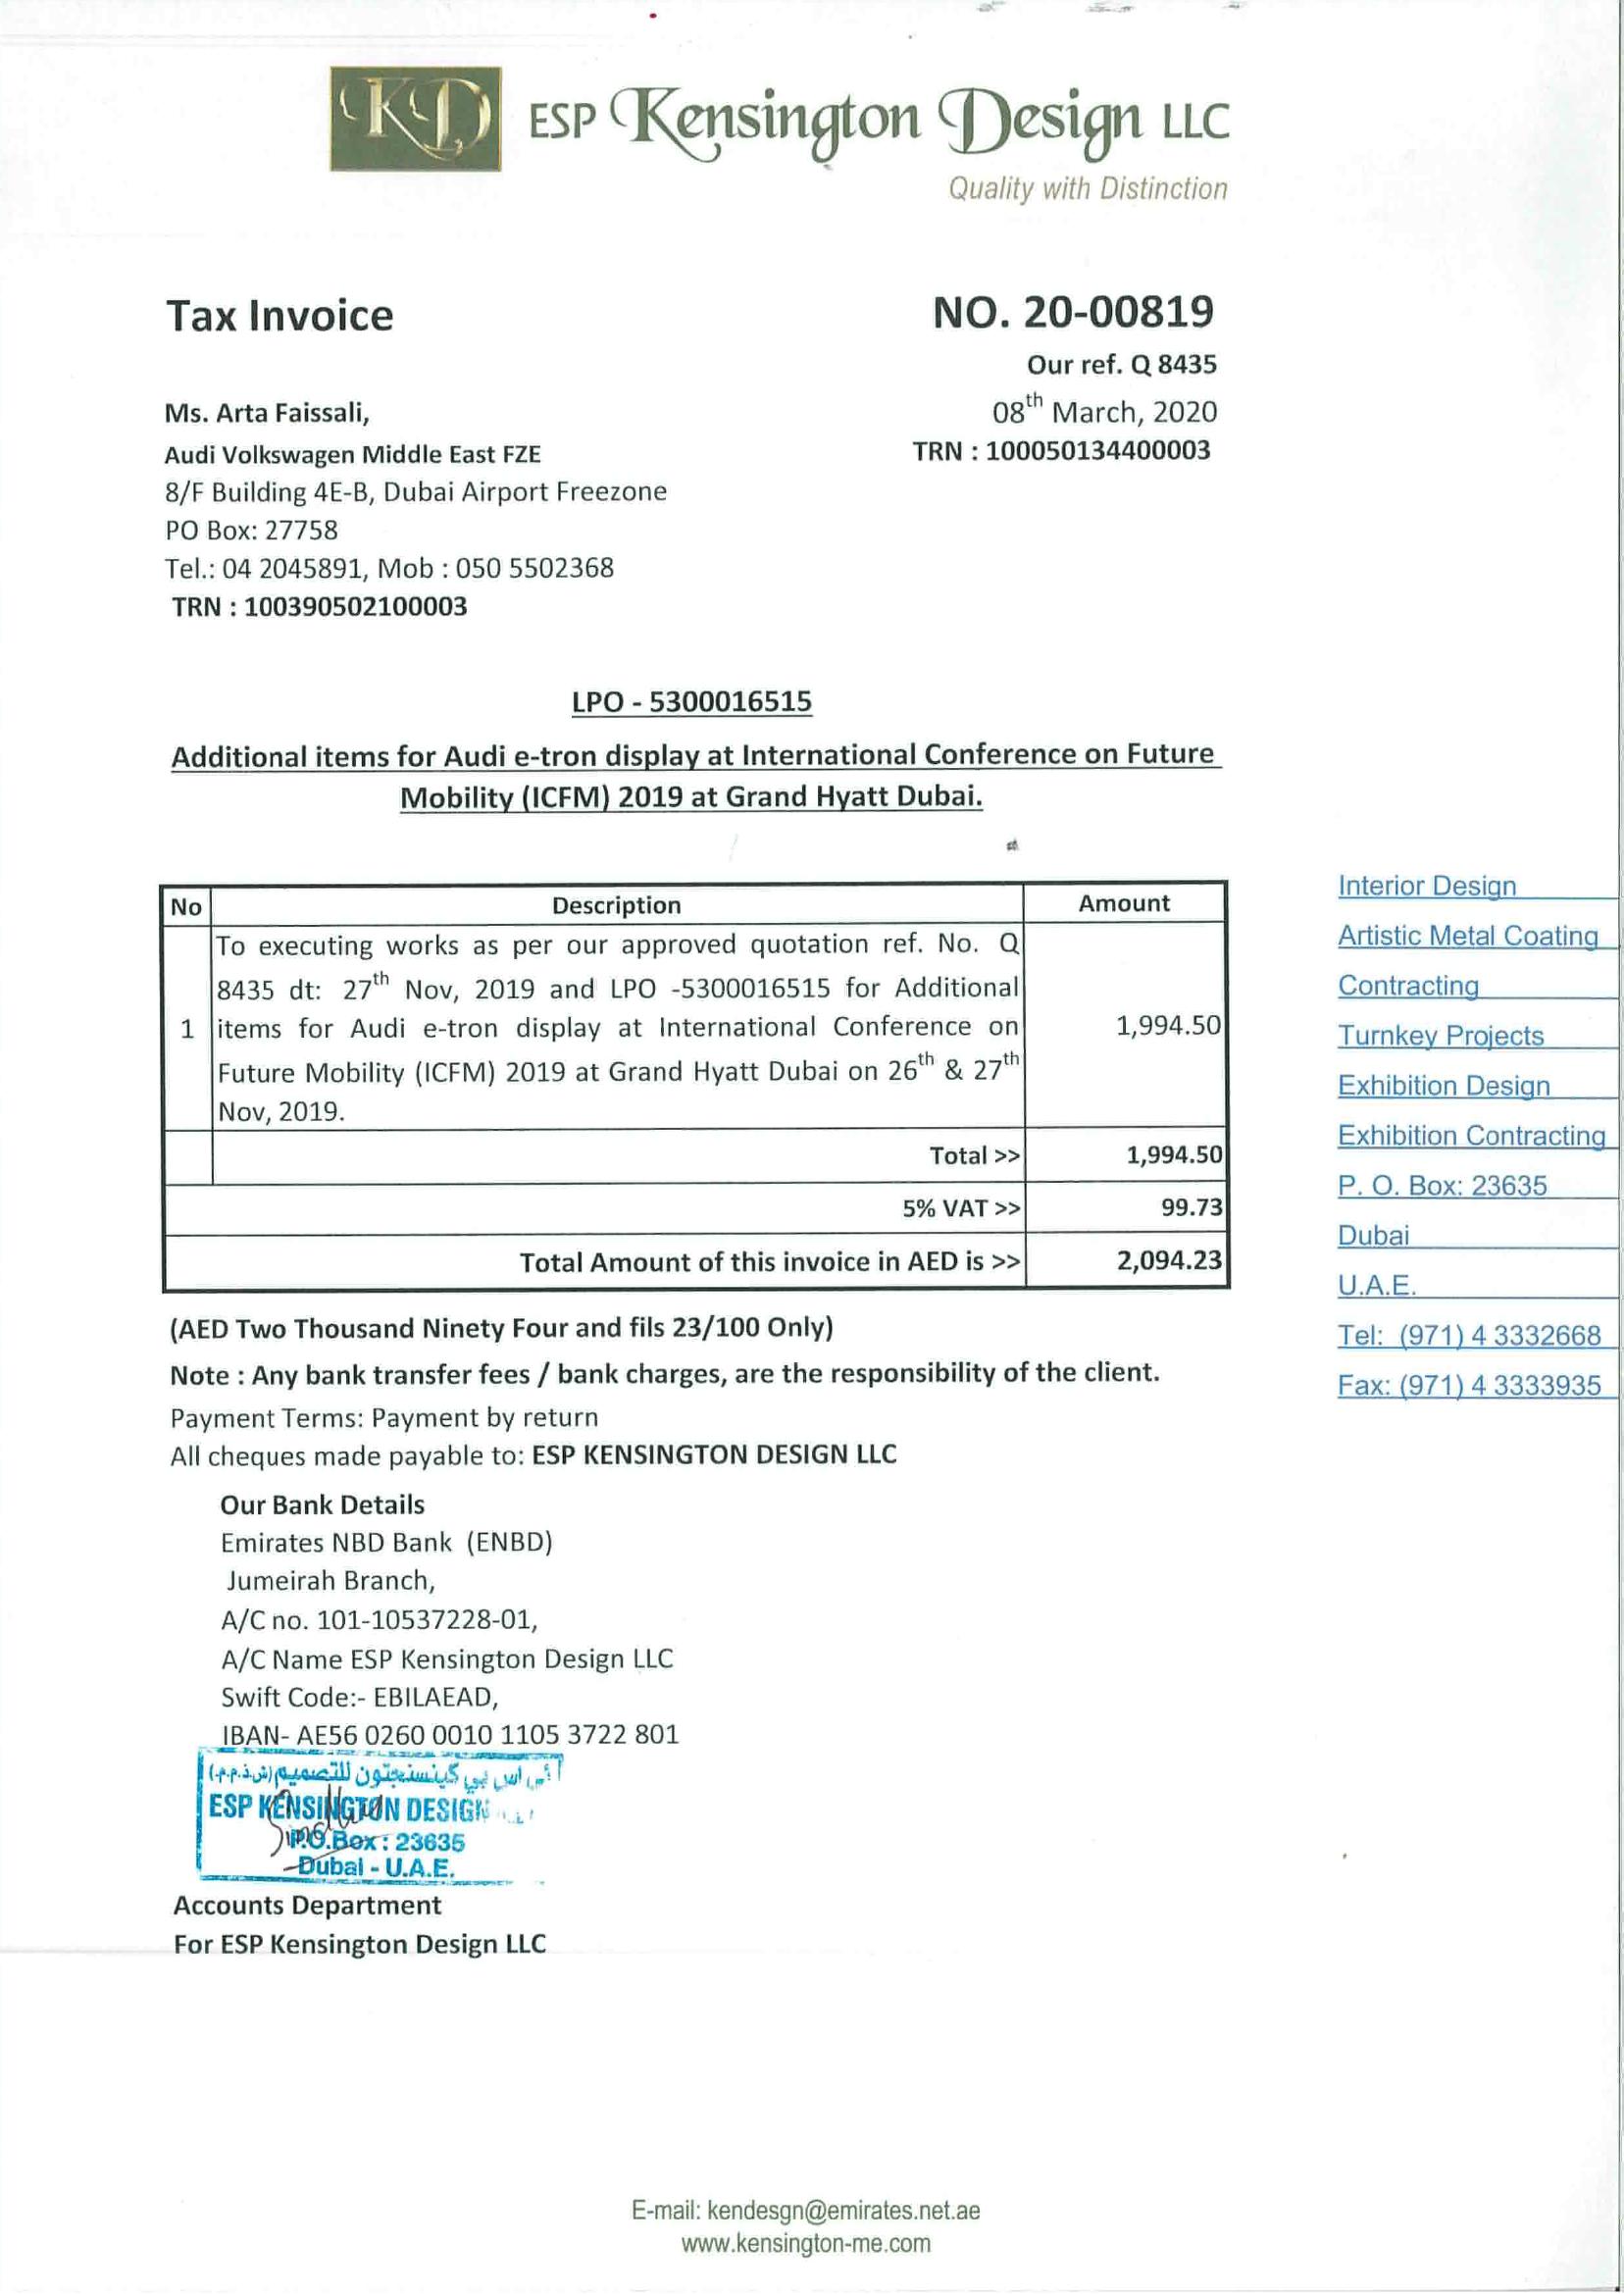 KD ESP Kensington Design LLC
Quality with Distinction
Tax Invoice
NO. 20-00819
Our ref. Q 8435
08th March, 2020
TRN : 100050134400003
Ms. Arta Faissali,
Audi Volkswagen Middle East FZE
8/F Building 4E-B, Dubai Airport Freezone
PO Box: 27758
Tel.: 04 2045891, Mob : 050 5502368
TRN : 100390502100003
LPO - 5300016515
Additional items for Audi e-tron display at International Conference on Future
Mobility (ICFM) 2019 at Grand Hyatt Dubai.
No Description Amount
To executing works as per our approved quotation ref. No. Q
8435 dt: 27th Nov, 2019 and LPO -5300016515 for Additional
1 items for Audi e-tron display at International Conference on 1,994.50
Future Mobility (ICFM) 2019 at Grand Hyatt Dubai on 26th & 27th
Nov, 2019.
Total >> 1,994.50
5% VAT >> 99.73
Total Amount of this invoice in AED is >> 2,094.23
(AED Two Thousand Ninety Four and fils 23/100 Only)
Note : Any bank transfer fees / bank charges, are the responsibility of the client.
Payment Terms: Payment by return
All cheques made payable to: ESP KENSINGTON DESIGN LLC
Our Bank Details
Emirates NBD Bank (ENBD)
Jumeirah Branch,
A/C no. 101-10537228-01,
A/C Name ESP Kensington Design LLC
Swift Code:- EBILAEAD,
IBAN- AE56 0260 0010 1105 3722 801
آي اس بي كينسنجتون للتصميم (ش.ذ.م.م)
ESP KENSINGTON DESIGN
P.O.Box : 23635
Dubai - U.A.E.
Accounts Department
For ESP Kensington Design LLC
Interior Design
Artistic Metal Coating
Contracting
Turnkey Projects
Exhibition Design
Exhibition Contracting
P. O. Box: 23635
Dubai
U.A.E.
Tel: (971) 4 3332668
Fax: (971) 4 3333935
E-mail: kendesgn@emirates.net.ae
www.kensington-me.com